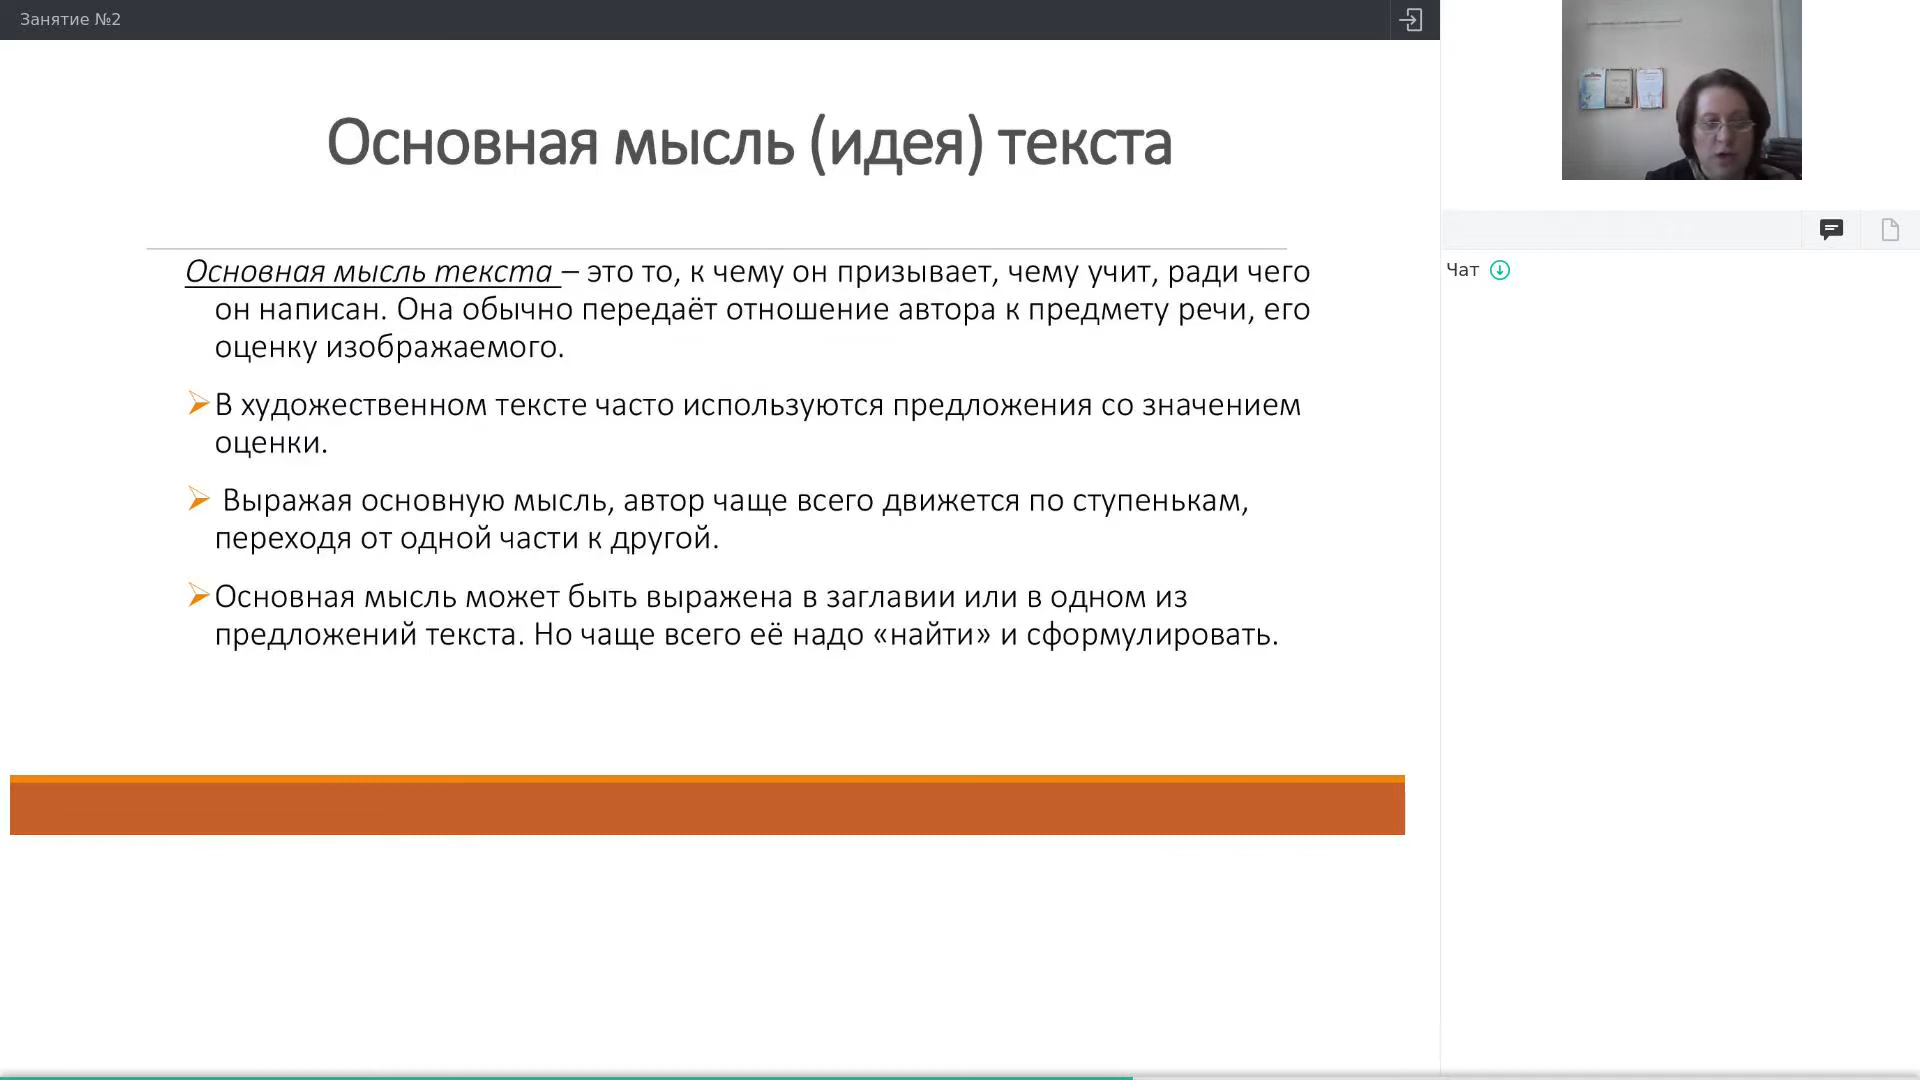 Занятие №2
Основная мысль (идея) текста
Основная мысль текста – это то, к чему он призывает, чему учит, ради чего
он написан. Она обычно передаёт отношение автора к предмету речи, его
оценку изображаемого.
В художественном тексте часто используются предложения со значением
оценки.
Выражая основную мысль, автор чаще всего движется по ступенькам,
переходя от одной части к другой.
Основная мысль может быть выражена в заглавии или в одном из
предложений текста. Но чаще всего её надо «найти» и сформулировать.
Чат